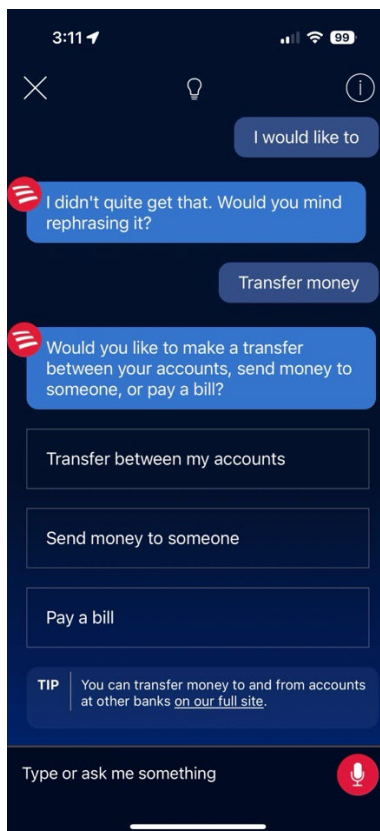 3:11
99
I would like to
I didn't quite get that. Would you mind
rephrasing it?
Transfer money
Would you like to make a transfer
between your accounts, send money to
someone, or pay a bill?
Transfer between my accounts
Send money to someone
Pay a bill
TIP
You can transfer money to and from accounts
at other banks on our full site.
Type or ask me something